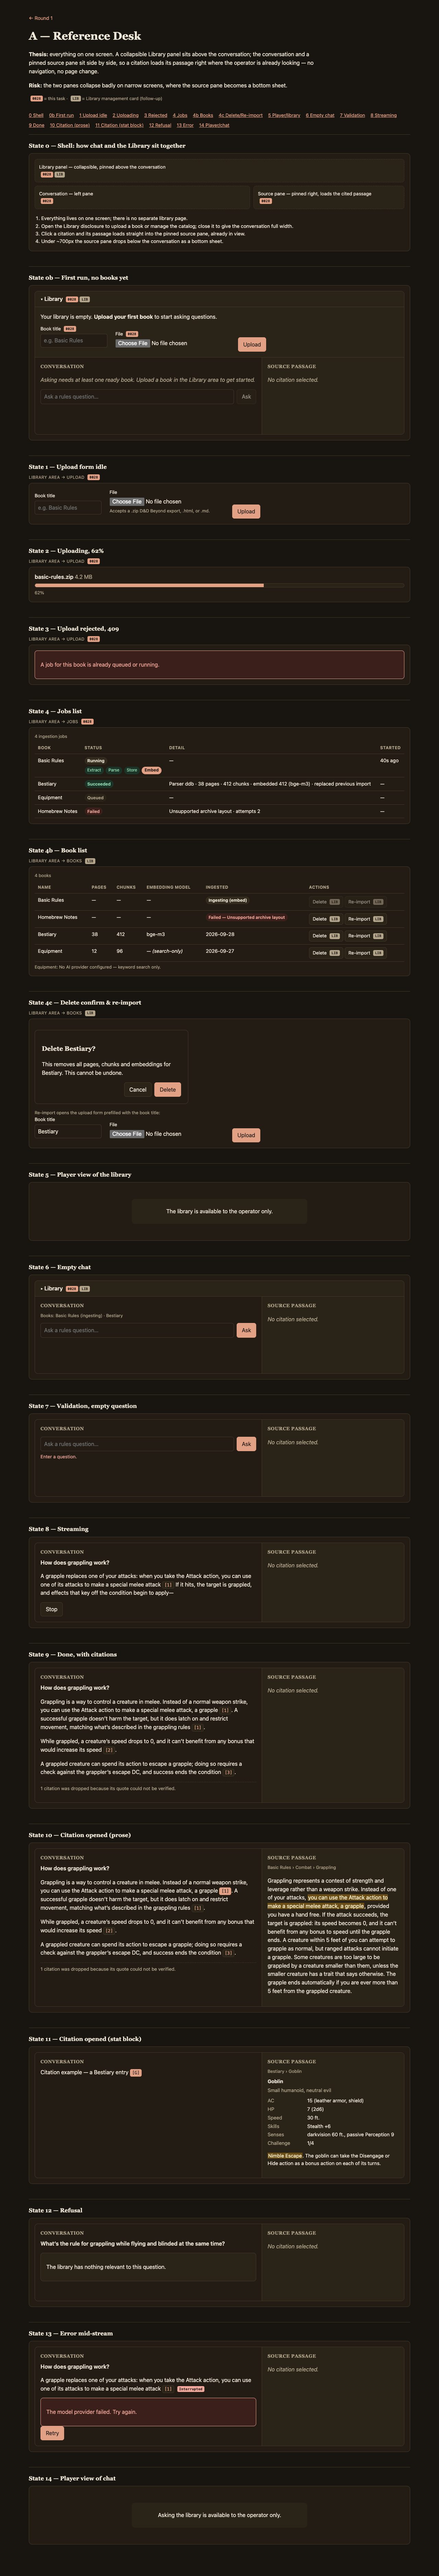 ← Round 1
A — Reference Desk
Thesis: everything on one screen. A collapsible Library panel sits above the conversation; the conversation and a
pinned source pane sit side by side, so a citation loads its passage right where the operator is already looking — no
navigation, no page change.
Risk: the two panes collapse badly on narrow screens, where the source pane becomes a bottom sheet.
= this task · LIB = Library management card (follow-up)
0 Shell 0b First run 1 Upload idle 2 Uploading 3 Rejected 4 Jobs 4b Books 4c Delete/Re-import 5 Player/library 6 Empty chat 7 Validation 8 Streaming
9 Done 10 Citation (prose) 11 Citation (stat block) 12 Refusal 13 Error 14 Player/chat
State 0 — Shell: how chat and the Library sit together
Library panel — collapsible, pinned above the conversation
LIB
Conversation — left pane
Source pane — pinned right, loads the cited passage
1. Everything lives on one screen; there is no separate library page.
2. Open the Library disclosure to upload a book or manage the catalog; close it to give the conversation full width.
3. Click a citation and its passage loads straight into the pinned source pane, already in view.
4. Under ~700px the source pane drops below the conversation as a bottom sheet.
State 0b — First run, no books yet
• Library LIB
Your library is empty. Upload your first book to start asking questions.
Book title
e.g. Basic Rules
File
Choose File No file chosen
Upload
CONVERSATION
Asking needs at least one ready book. Upload a book in the Library area to get started.
Ask a rules question... Ask
SOURCE PASSAGE
No citation selected.
State 1 — Upload form idle
LIBRARY AREA → UPLOAD
Book title
e.g. Basic Rules
File
Choose File No file chosen
Accepts a .zip D&D Beyond export, .html, or .md.
Upload
State 2 — Uploading, 62%
LIBRARY AREA → UPLOAD
basic-rules.zip 4.2 MB
62%
State 3 — Upload rejected, 409
LIBRARY AREA → UPLOAD
A job for this book is already queued or running.
State 4 — Jobs list
LIBRARY AREA → JOBS
4 ingestion jobs
BOOK STATUS DETAIL STARTED
Basic Rules Running — 40s ago
Extract Parse Store Embed
Bestiary Succeeded Parser ddb · 38 pages · 412 chunks · embedded 412 (bge-m3) · replaced previous import —
Equipment Queued — —
Homebrew Notes Failed Unsupported archive layout · attempts 2 —
State 4b — Book list
LIBRARY AREA → BOOKS LIB
4 books
NAME PAGES CHUNKS EMBEDDING MODEL INGESTED ACTIONS
Basic Rules — — — Ingesting (embed) Delete LIB Re-import LIB
Homebrew Notes — — — Failed — Unsupported archive layout Delete LIB Re-import LIB
Bestiary 38 412 bge-m3 2026-09-28 Delete LIB Re-import LIB
Equipment 12 96 — (search-only) 2026-09-27 Delete LIB Re-import LIB
Equipment: No AI provider configured — keyword search only.
State 4c — Delete confirm & re-import
LIBRARY AREA → BOOKS LIB
Delete Bestiary?
This removes all pages, chunks and embeddings for
Bestiary. This cannot be undone.
Cancel Delete
Re-import opens the upload form prefilled with the book title:
Book title
Bestiary
File
Choose File No file chosen
Upload
State 5 — Player view of the library
The library is available to the operator only.
State 6 — Empty chat
• Library LIB
CONVERSATION
Books: Basic Rules (ingesting) · Bestiary
Ask a rules question... Ask
SOURCE PASSAGE
No citation selected.
State 7 — Validation, empty question
CONVERSATION
Ask a rules question... Ask
Enter a question.
SOURCE PASSAGE
No citation selected.
State 8 — Streaming
CONVERSATION
How does grappling work?
A grapple replaces one of your attacks: when you take the Attack action, you can use
one of its attacks to make a special melee attack [1] If it hits, the target is grappled,
and effects that key off the condition begin to apply—
Stop
SOURCE PASSAGE
No citation selected.
State 9 — Done, with citations
CONVERSATION
How does grappling work?
Grappling is a way to control a creature in melee. Instead of a normal weapon strike,
you can use the Attack action to make a special melee attack, a grapple [1] . A
successful grapple doesn't harm the target, but it does latch on and restrict
movement, matching what's described in the grappling rules [1] .
While grappled, a creature's speed drops to 0, and it can't benefit from any bonus that
would increase its speed [2] .
A grappled creature can spend its action to escape a grapple; doing so requires a
check against the grappler's escape DC, and success ends the condition [3] .
1 citation was dropped because its quote could not be verified.
SOURCE PASSAGE
No citation selected.
State 10 — Citation opened (prose)
CONVERSATION
How does grappling work?
Grappling is a way to control a creature in melee. Instead of a normal weapon strike,
you can use the Attack action to make a special melee attack, a grapple [1] . A
successful grapple doesn't harm the target, but it does latch on and restrict
movement, matching what's described in the grappling rules [1] .
While grappled, a creature's speed drops to 0, and it can't benefit from any bonus that
would increase its speed [2] .
A grappled creature can spend its action to escape a grapple; doing so requires a
check against the grappler's escape DC, and success ends the condition [3] .
1 citation was dropped because its quote could not be verified.
SOURCE PASSAGE
Basic Rules › Combat › Grappling
Grappling represents a contest of strength and
leverage rather than a weapon strike. Instead of one
of your attacks, you can use the Attack action to
make a special melee attack, a grapple, provided
you have a hand free. If the attack succeeds, the
target is grappled: its speed becomes 0, and it can't
benefit from any bonus to speed until the grapple
ends. A creature within 5 feet of you can attempt to
grapple as normal, but ranged attacks cannot initiate
a grapple. Some creatures are too large to be
grappled by a creature smaller than them, unless the
smaller creature has a trait that says otherwise. The
grapple ends automatically if you are ever more than
5 feet from the grappled creature.
State 11 — Citation opened (stat block)
CONVERSATION
Citation example — a Bestiary entry
SOURCE PASSAGE
Bestiary › Goblin
Goblin
Small humanoid, neutral evil
AC 15 (leather armor, shield)
HP 7 (2d6)
Speed 30 ft.
Skills Stealth +6
Senses darkvision 60 ft., passive Perception 9
Challenge 1/4
Nimble Escape. The goblin can take the Disengage or
Hide action as a bonus action on each of its turns.
State 12 — Refusal
CONVERSATION
What's the rule for grappling while flying and blinded at the same time?
The library has nothing relevant to this question.
SOURCE PASSAGE
No citation selected.
State 13 — Error mid-stream
CONVERSATION
How does grappling work?
A grapple replaces one of your attacks: when you take the Attack action, you can use
one of its attacks to make a special melee attack [1] Interrupted
The model provider failed. Try again.
Retry
SOURCE PASSAGE
No citation selected.
State 14 — Player view of chat
Asking the library is available to the operator only.